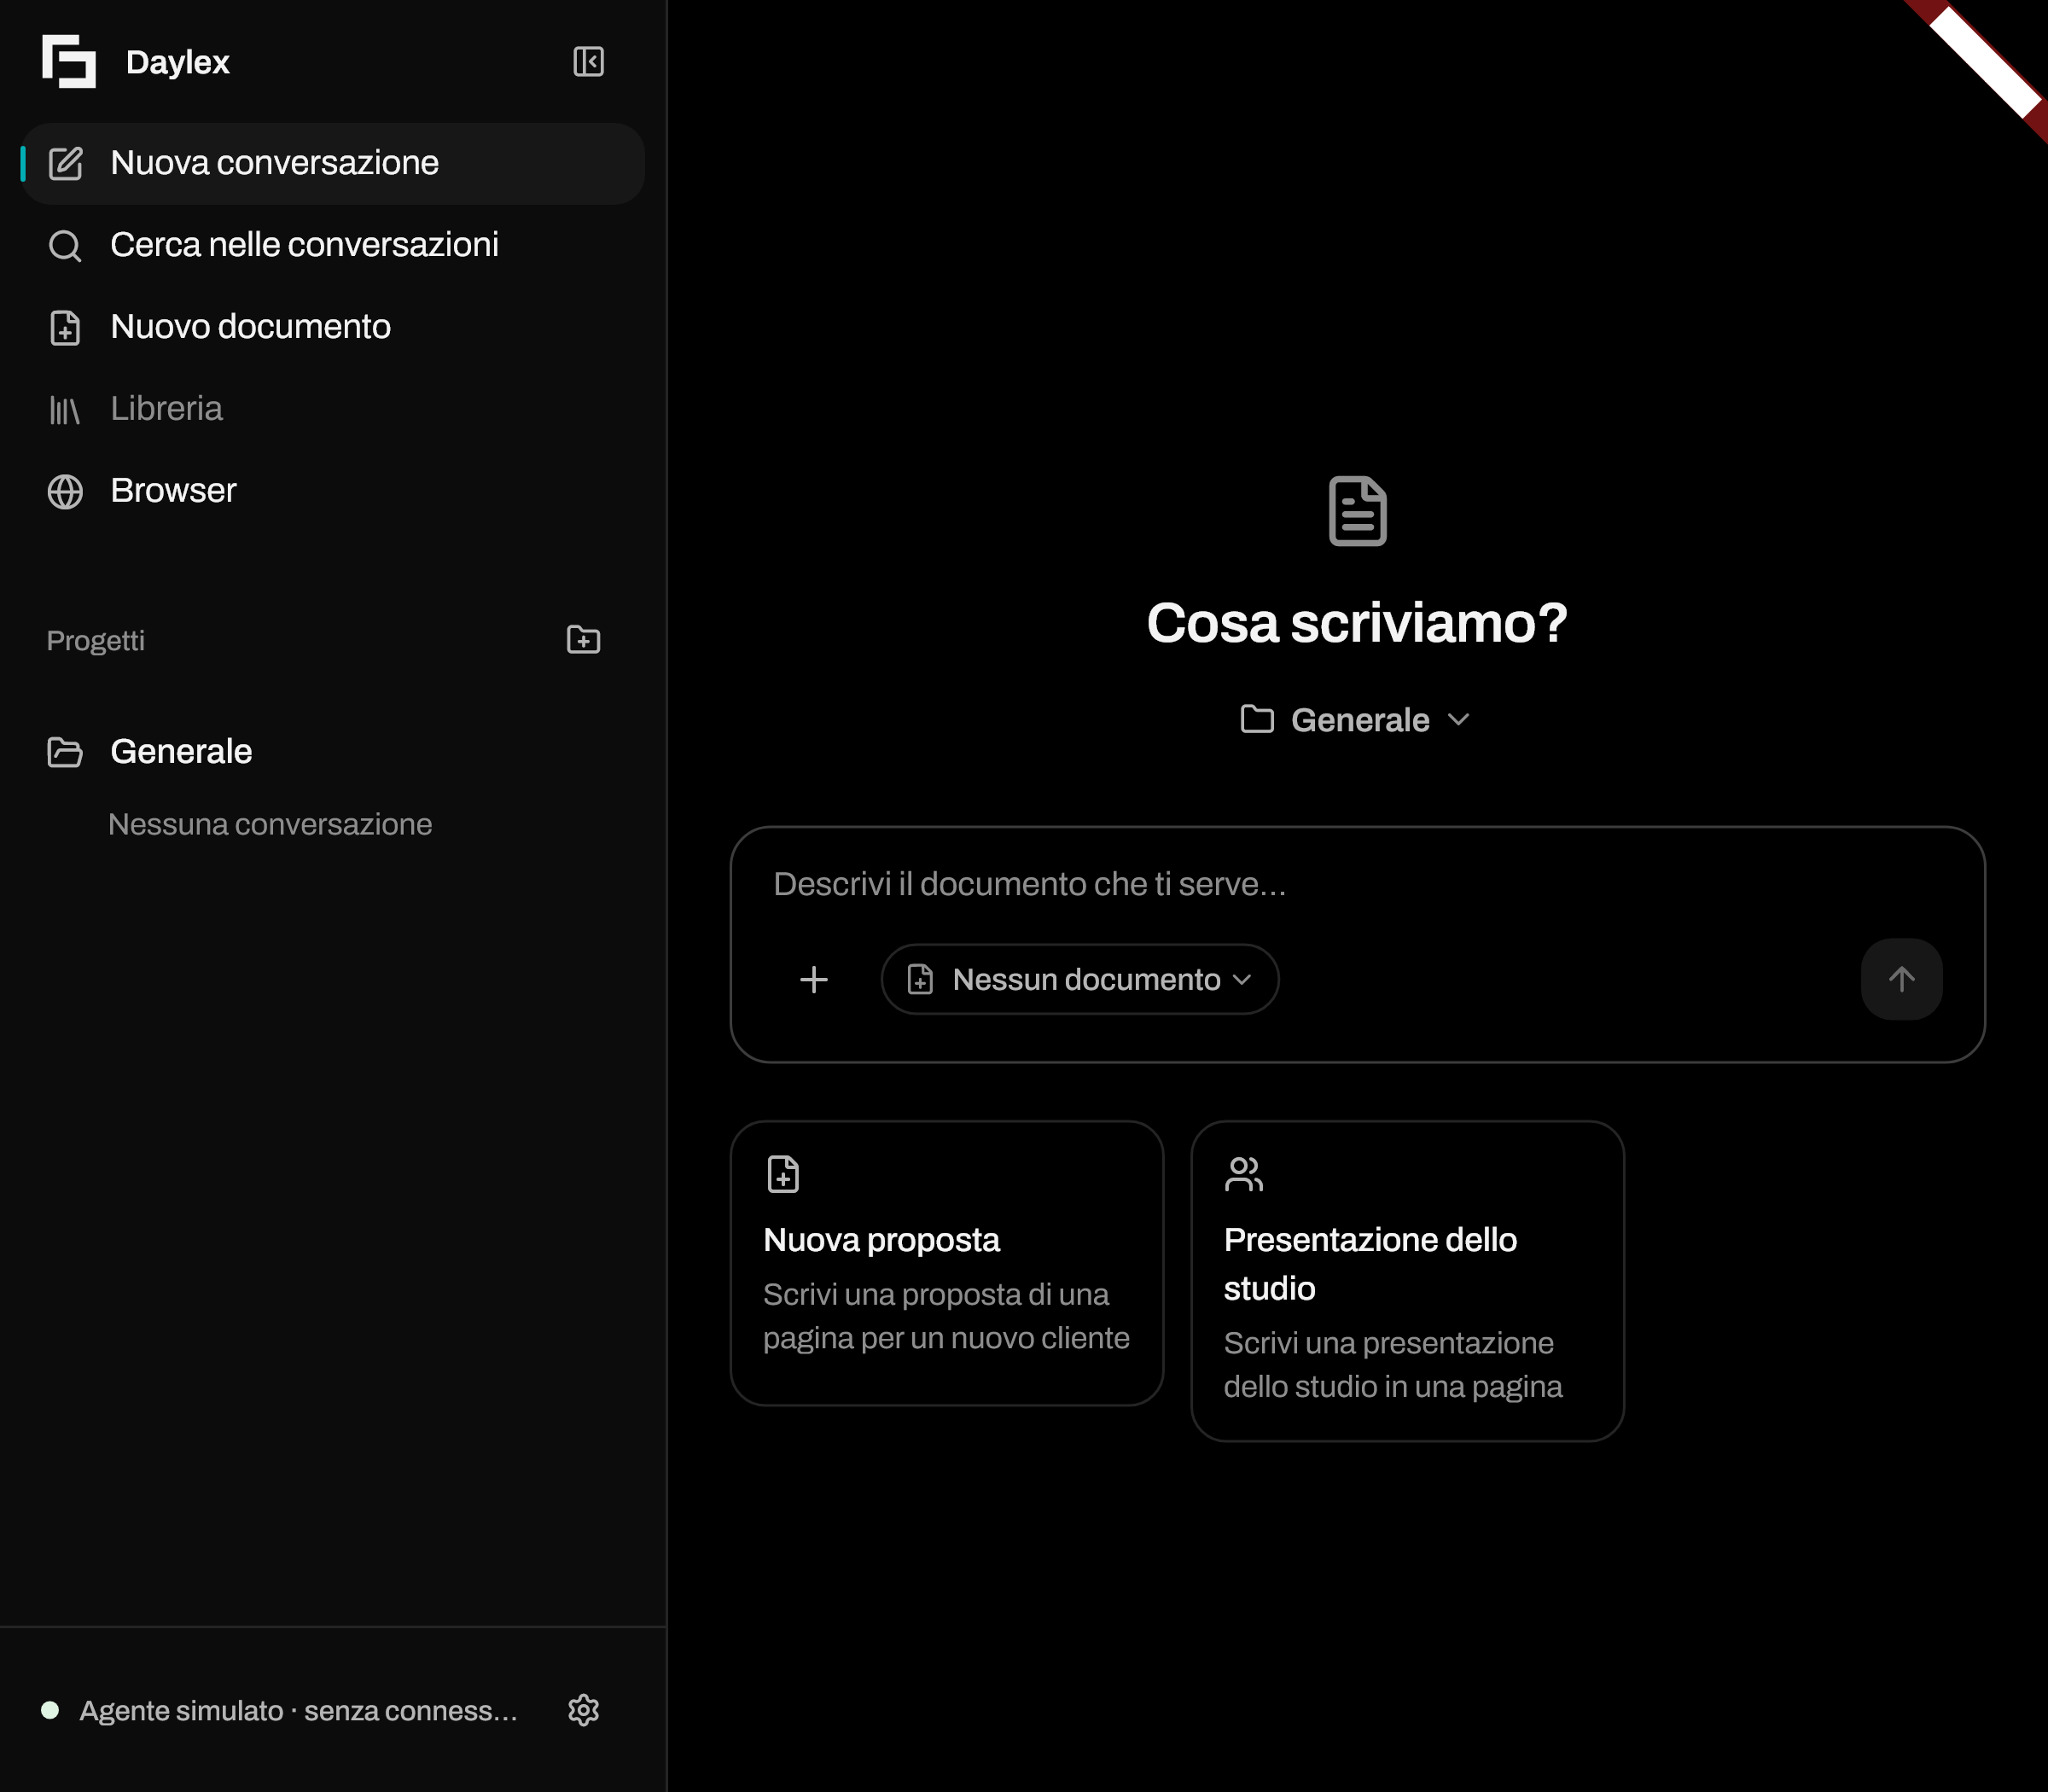 Daylex
Nuova conversazione
Cerca nelle conversazioni
Nuovo documento
Libreria
Browser
Progetti
Generale
Nessuna conversazione
Agente simulato · senza conness...
Cosa scriviamo?
Generale
Descrivi il documento che ti serve...
Nessun documento
Nuova proposta
Scrivi una proposta di una
pagina per un nuovo cliente
Presentazione dello
studio
Scrivi una presentazione
dello studio in una pagina